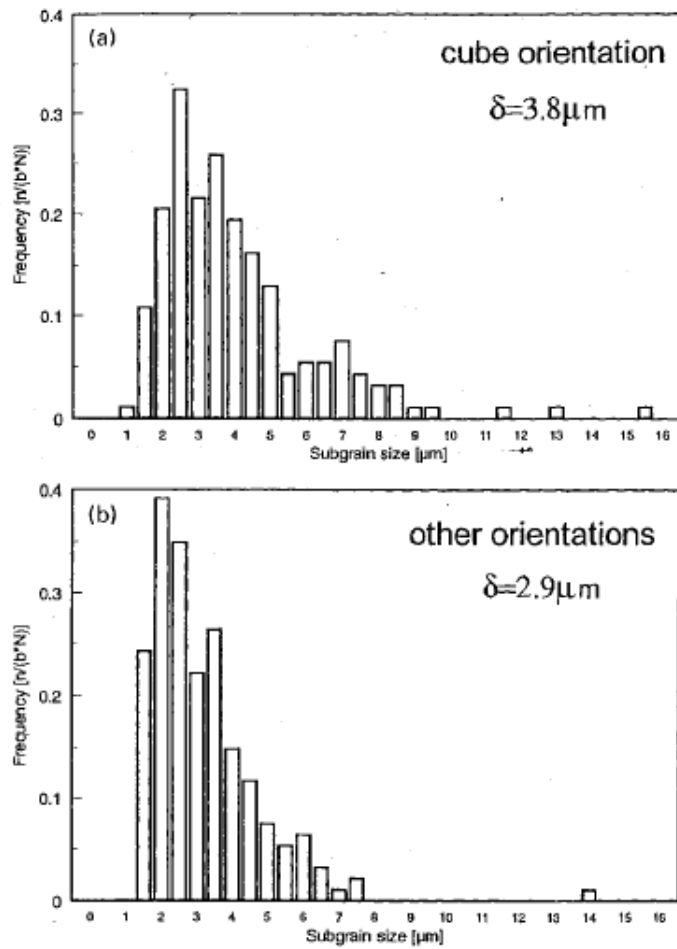 0.4
(a)
cube orientation
δ=3.8μm
0.3
Frequency [n/(b*N)]
0.2
0.1
0
0 1 2 3 4 5 6 7 8 9 10 11 12 13 14 15 16
Subgrain size [μm]
0.4
(b)
other orientations
δ=2.9μm
0.3
Frequency [n/(b*N)]
0.2
0.1
0
0 1 2 3 4 5 6 7 8 9 10 11 12 13 14 15 16
Subgrain size [μm]